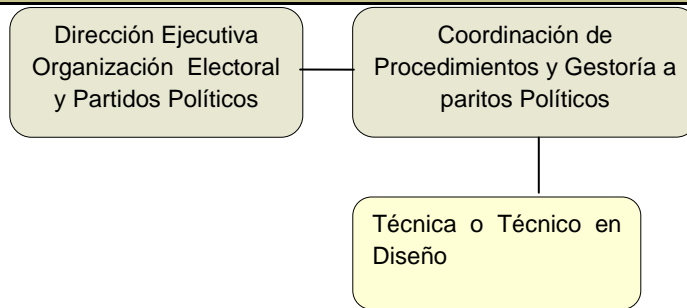 Dirección Ejecutiva
Organización Electoral
y Partidos Políticos
Coordinación de
Procedimientos y Gestoría a
paritos Políticos
Técnica o Técnico en
Diseño